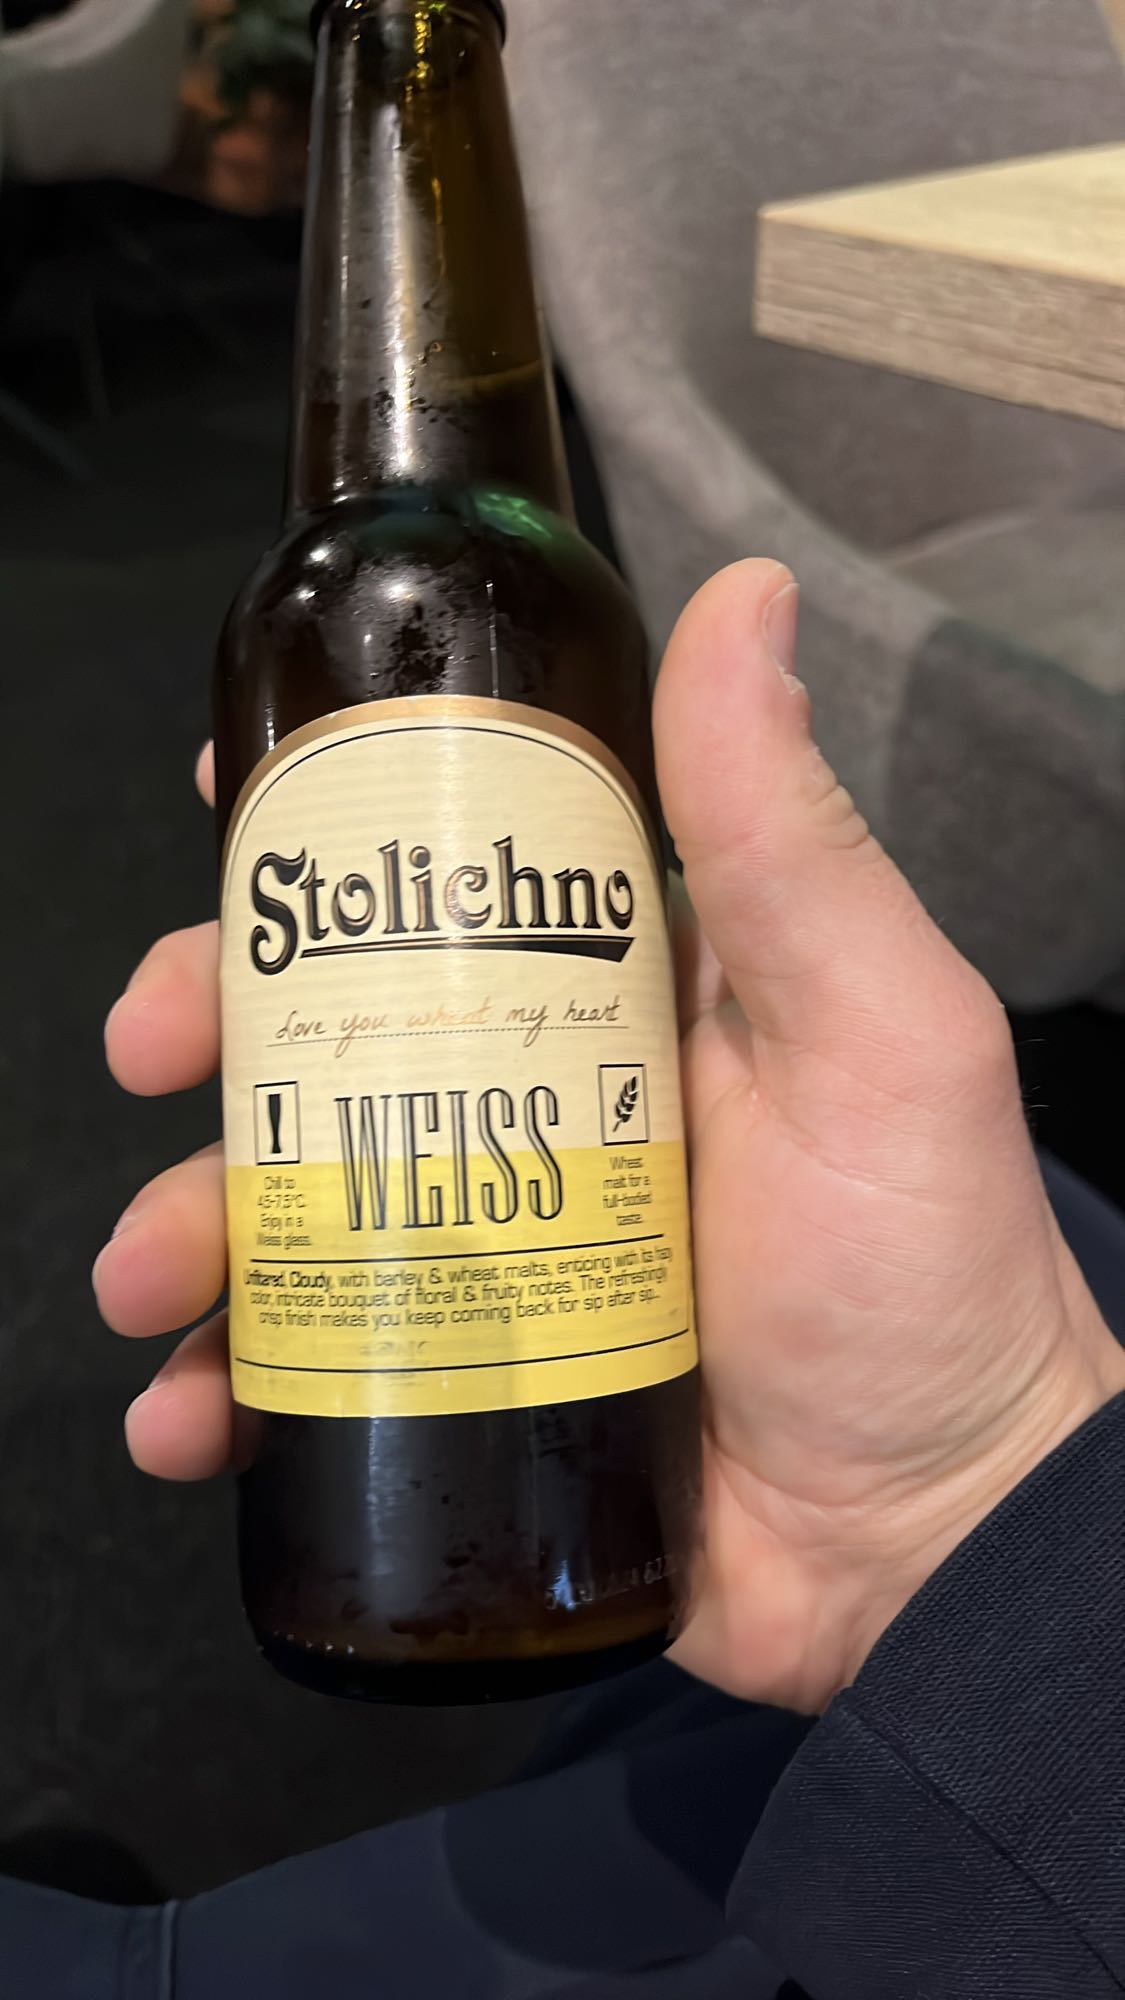 Stolichno
Love you wheat my heart
WEISS
Chill to
4.5-7.5°C.
Enjoy in a
Weiss glass.
Wheat
malt for a
full-bodied
taste.
Unfiltered, Cloudy, with barley & wheat malts, enticing with its hazy
color, intricate bouquet of floral & fruity notes. The refreshingly
crisp finish makes you keep coming back for sip after sip...